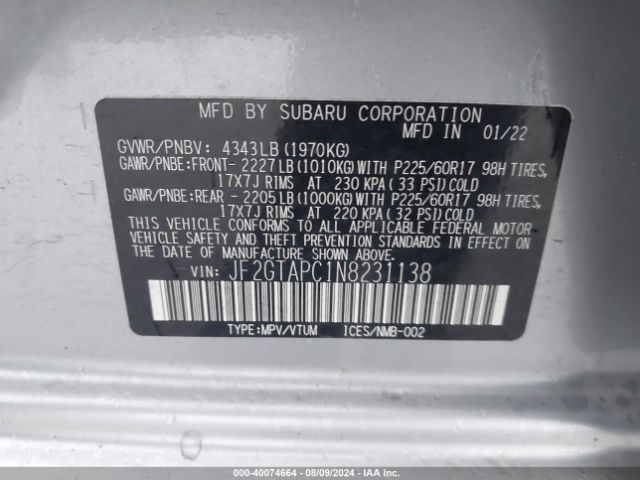 MFD BY SUBARU CORPORATION
MFD IN 01/22
GVWR/PNBV: 4343LB(1970KG)
GAWR/PNBE:FRONT- 2227LB(1010KG)WITH P225/60R17 98H TIRES,
17X7J RIMS AT 230 KPA(33 PSI)COLD
GAWR/PNBE:REAR - 2205LB(1000KG)WITH P225/60R17 98H TIRES,
17X7J RIMS AT 220 KPA(32 PSI)COLD
THIS VEHICLE CONFORMS TO ALL APPLICABLE FEDERAL MOTOR
VEHICLE SAFETY AND THEFT PREVENTION STANDARDS IN EFFECT ON
THE DATE OF MANUFACTURE SHOWN ABOVE.
VIN: JF2GTAPC1N8231138
TYPE:MPV/VTUM ICES/NMB-002
000-40074664 - 08/09/2024 - IAAI.COM